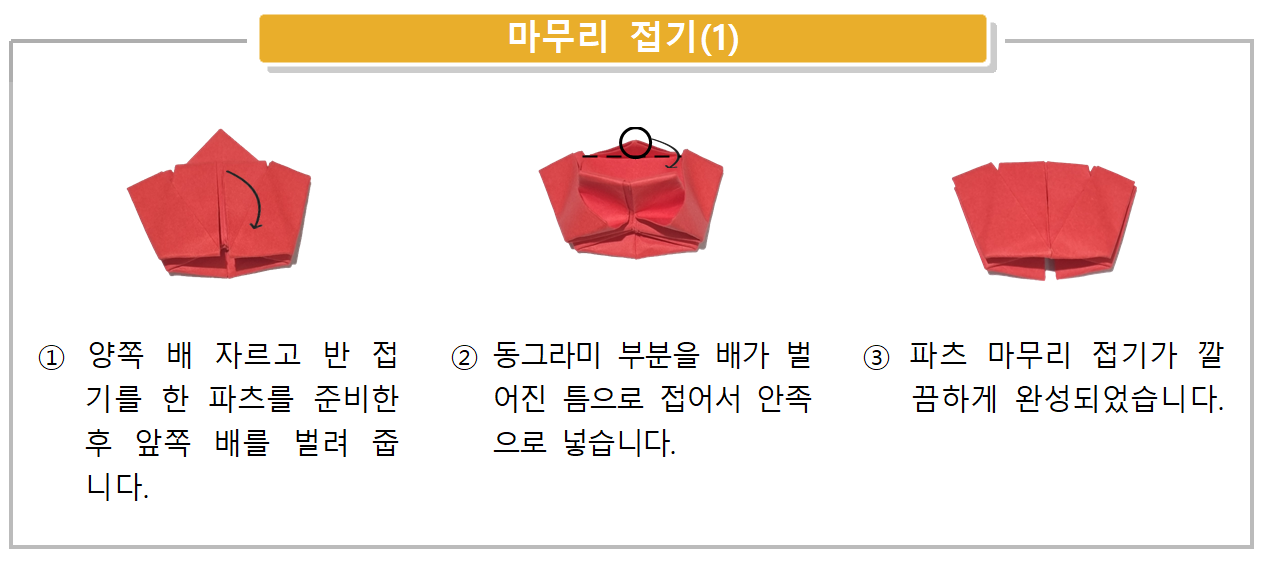 마무리 접기(1)
① 양쪽 배 자르고 반 접
기를 한 파츠를 준비한
후 앞쪽 배를 벌려 줍
니다.
② 동그라미 부분을 배가 벌
어진 틈으로 접어서 안족
으로 넣습니다.
③ 파츠 마무리 접기가 깔
끔하게 완성되었습니다.